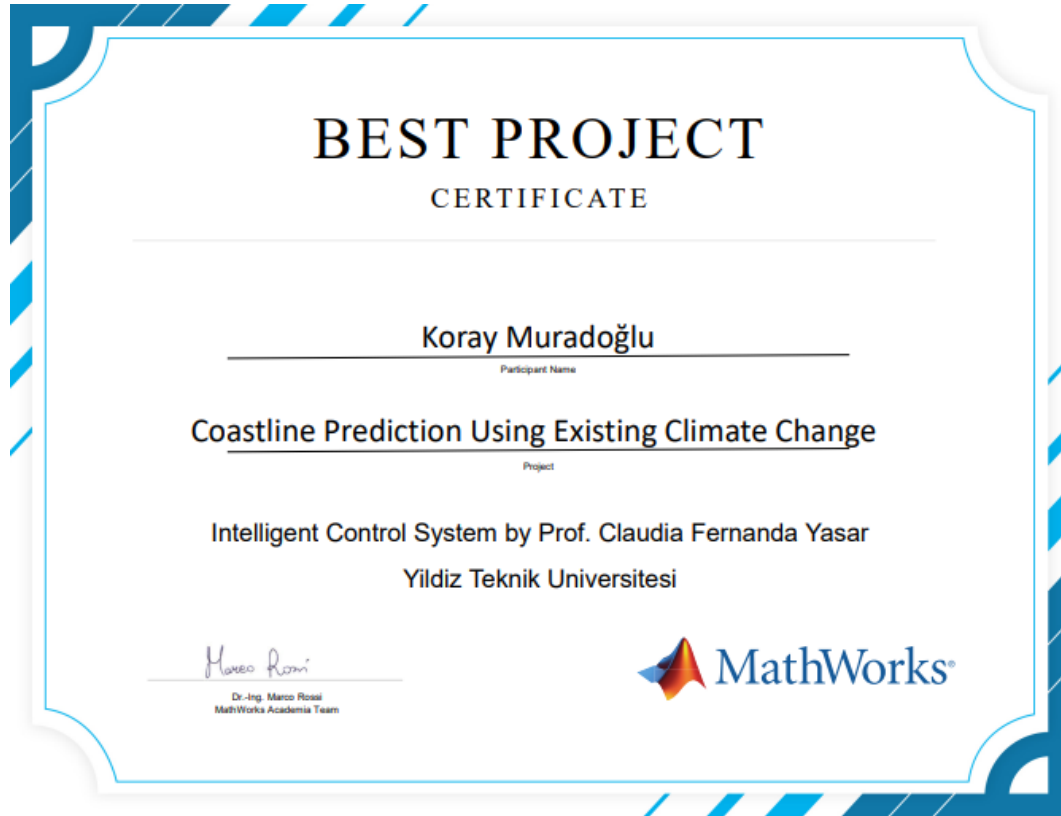 BEST PROJECT
CERTIFICATE
Koray Muradoğlu
Participant Name
Coastline Prediction Using Existing Climate Change
Project
Intelligent Control System by Prof. Claudia Fernanda Yasar
Yildiz Teknik Universitesi
Marco Rossi
Dr.-Ing. Marco Rossi
MathWorks Academia Team
MathWorks®